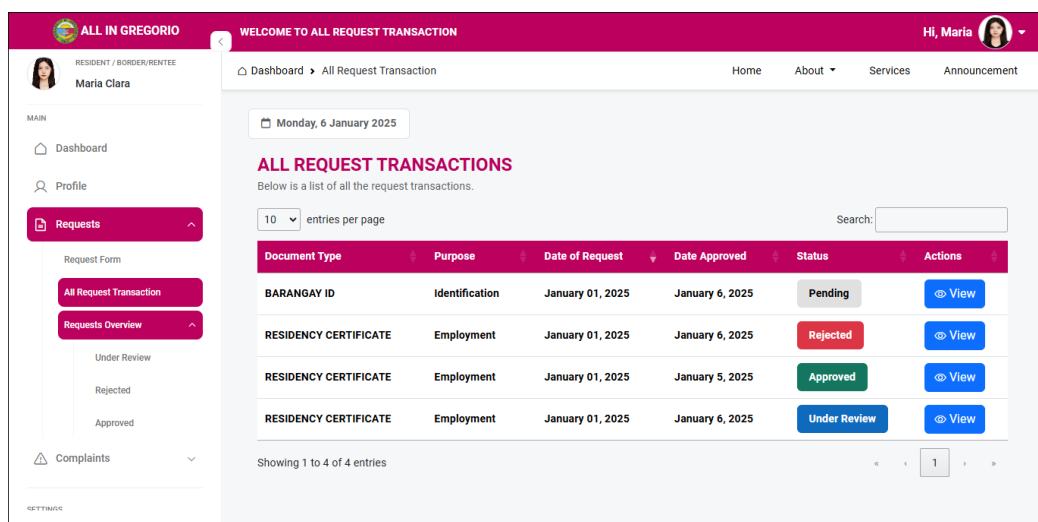 ALL IN GREGORIO
WELCOME TO ALL REQUEST TRANSACTION
Hi, Maria
RESIDENT / BORDER/RENTEE
Maria Clara
Dashboard > All Request Transaction
Home About Services Announcement
MAIN
Dashboard
Profile
Requests
Request Form
All Request Transaction
Requests Overview
Under Review
Rejected
Approved
Complaints
SETTINGS
Monday, 6 January 2025
ALL REQUEST TRANSACTIONS
Below is a list of all the request transactions.
10 entries per page
Search:
Document Type Purpose Date of Request Date Approved Status Actions
BARANGAY ID Identification January 01, 2025 January 6, 2025 Pending View
RESIDENCY CERTIFICATE Employment January 01, 2025 January 6, 2025 Rejected View
RESIDENCY CERTIFICATE Employment January 01, 2025 January 5, 2025 Approved View
RESIDENCY CERTIFICATE Employment January 01, 2025 January 6, 2025 Under Review View
Showing 1 to 4 of 4 entries
« ‹ 1 › »